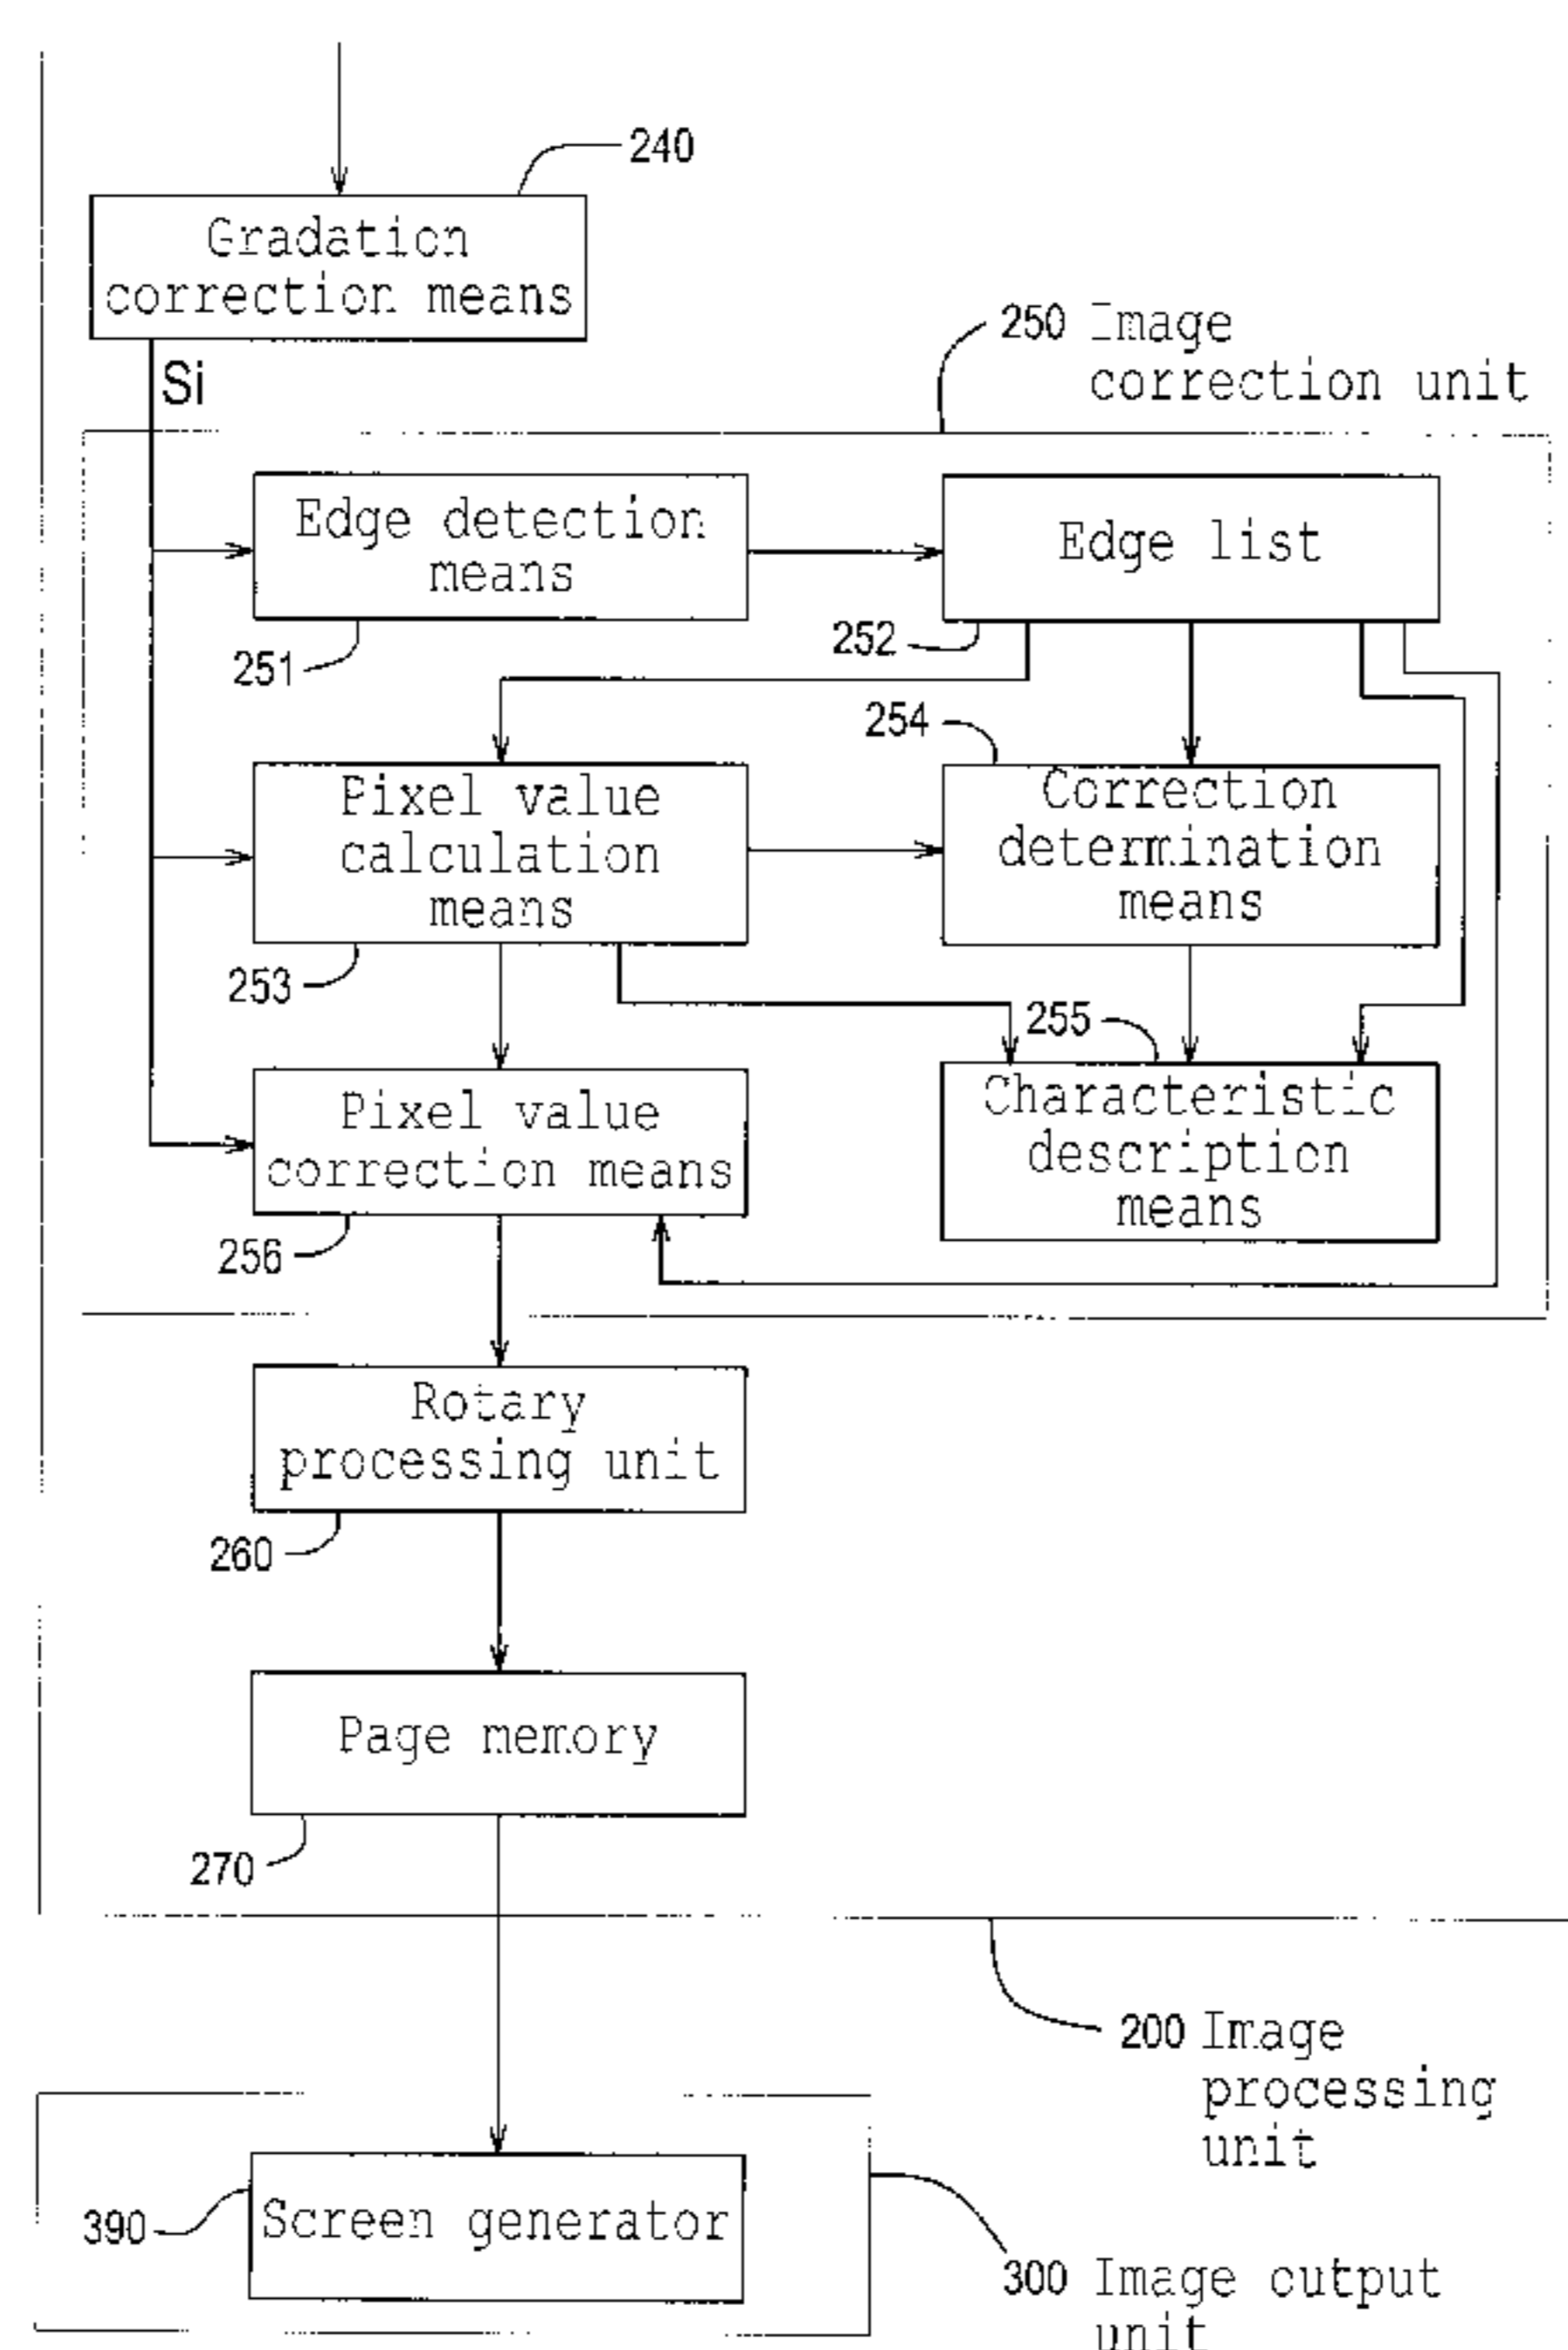 240
Gradation
correction means
Si
250 Image
correction unit
Edge detection
means
251
Edge list
252
254
Pixel value
calculation
means
253
Correction
determination
means
255
Pixel value
correction means
256
Characteristic
description
means
Rotary
processing unit
260
Page memory
270
200 Image
processing
unit
390
Screen generator
300 Image output
unit